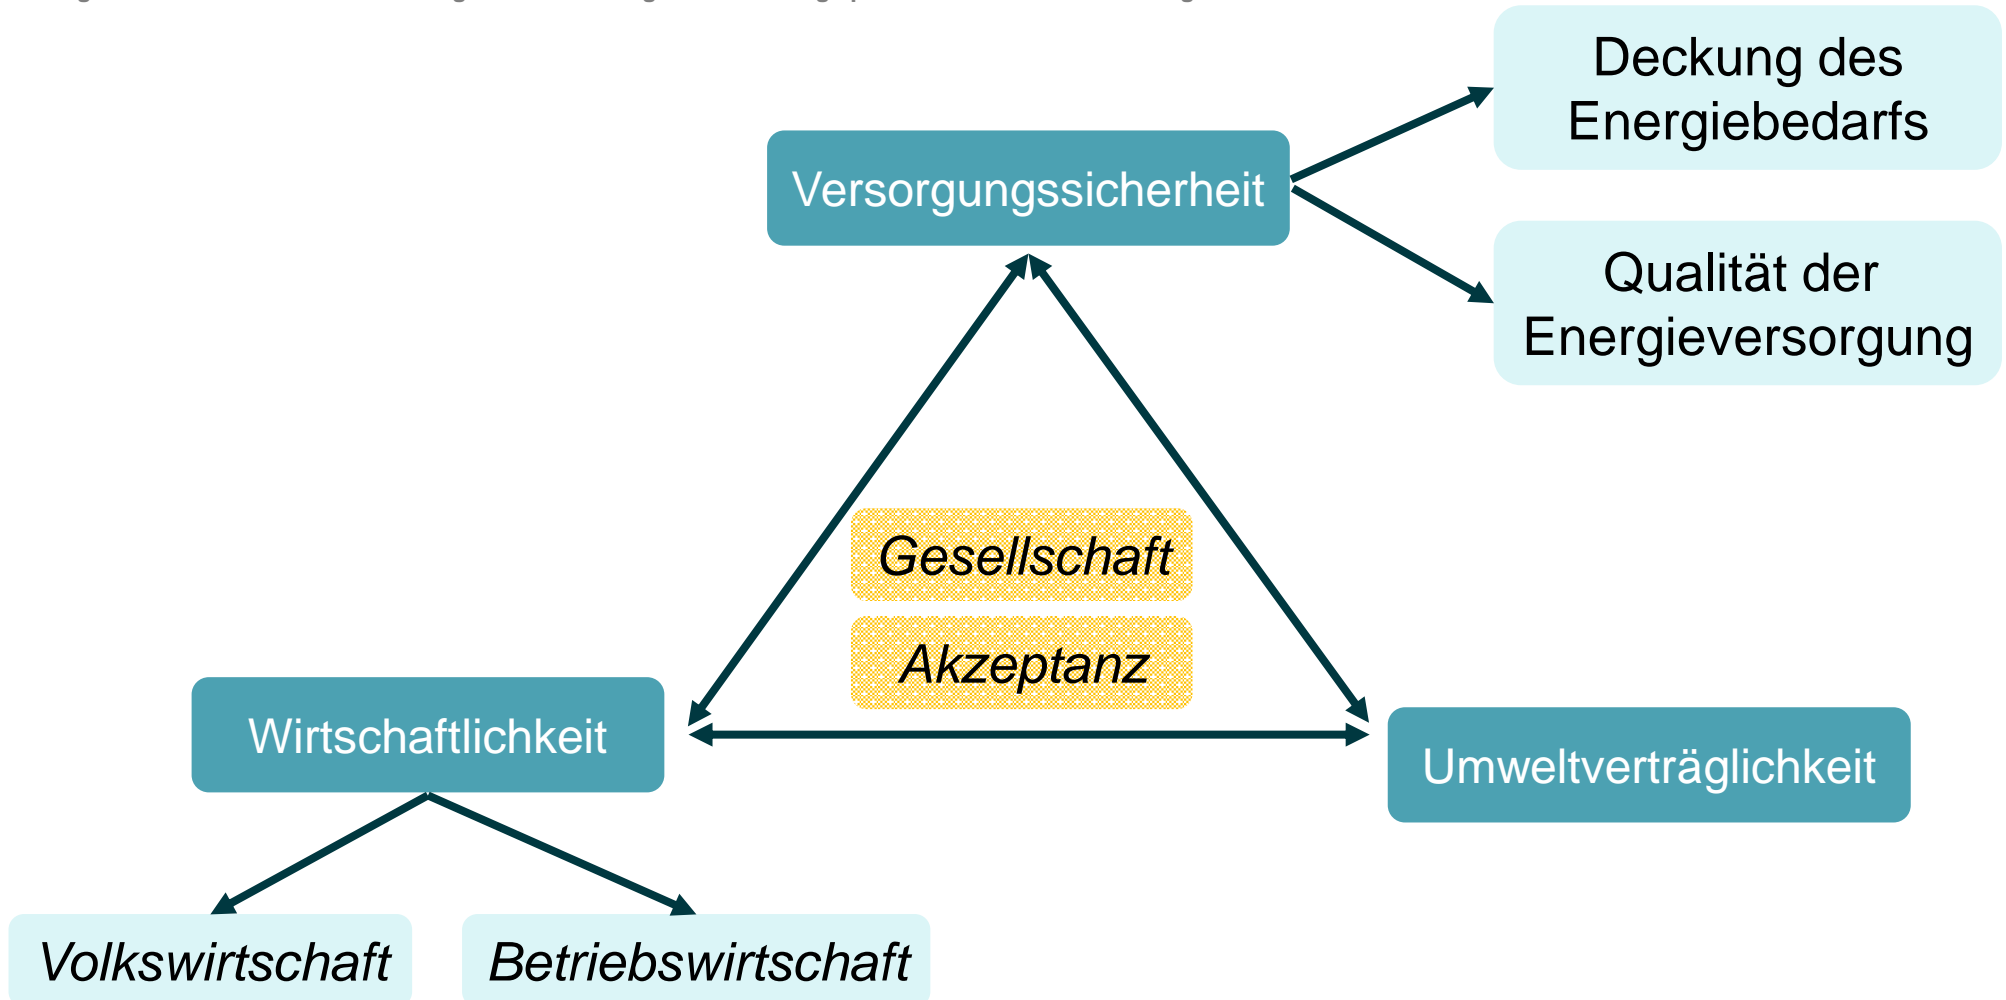 Deckung des
Energiebedarfs
Versorgungssicherheit
Qualität der
Energieversorgung
Gesellschaft
Akzeptanz
Wirtschaftlichkeit
Umweltverträglichkeit
Volkswirtschaft
Betriebswirtschaft